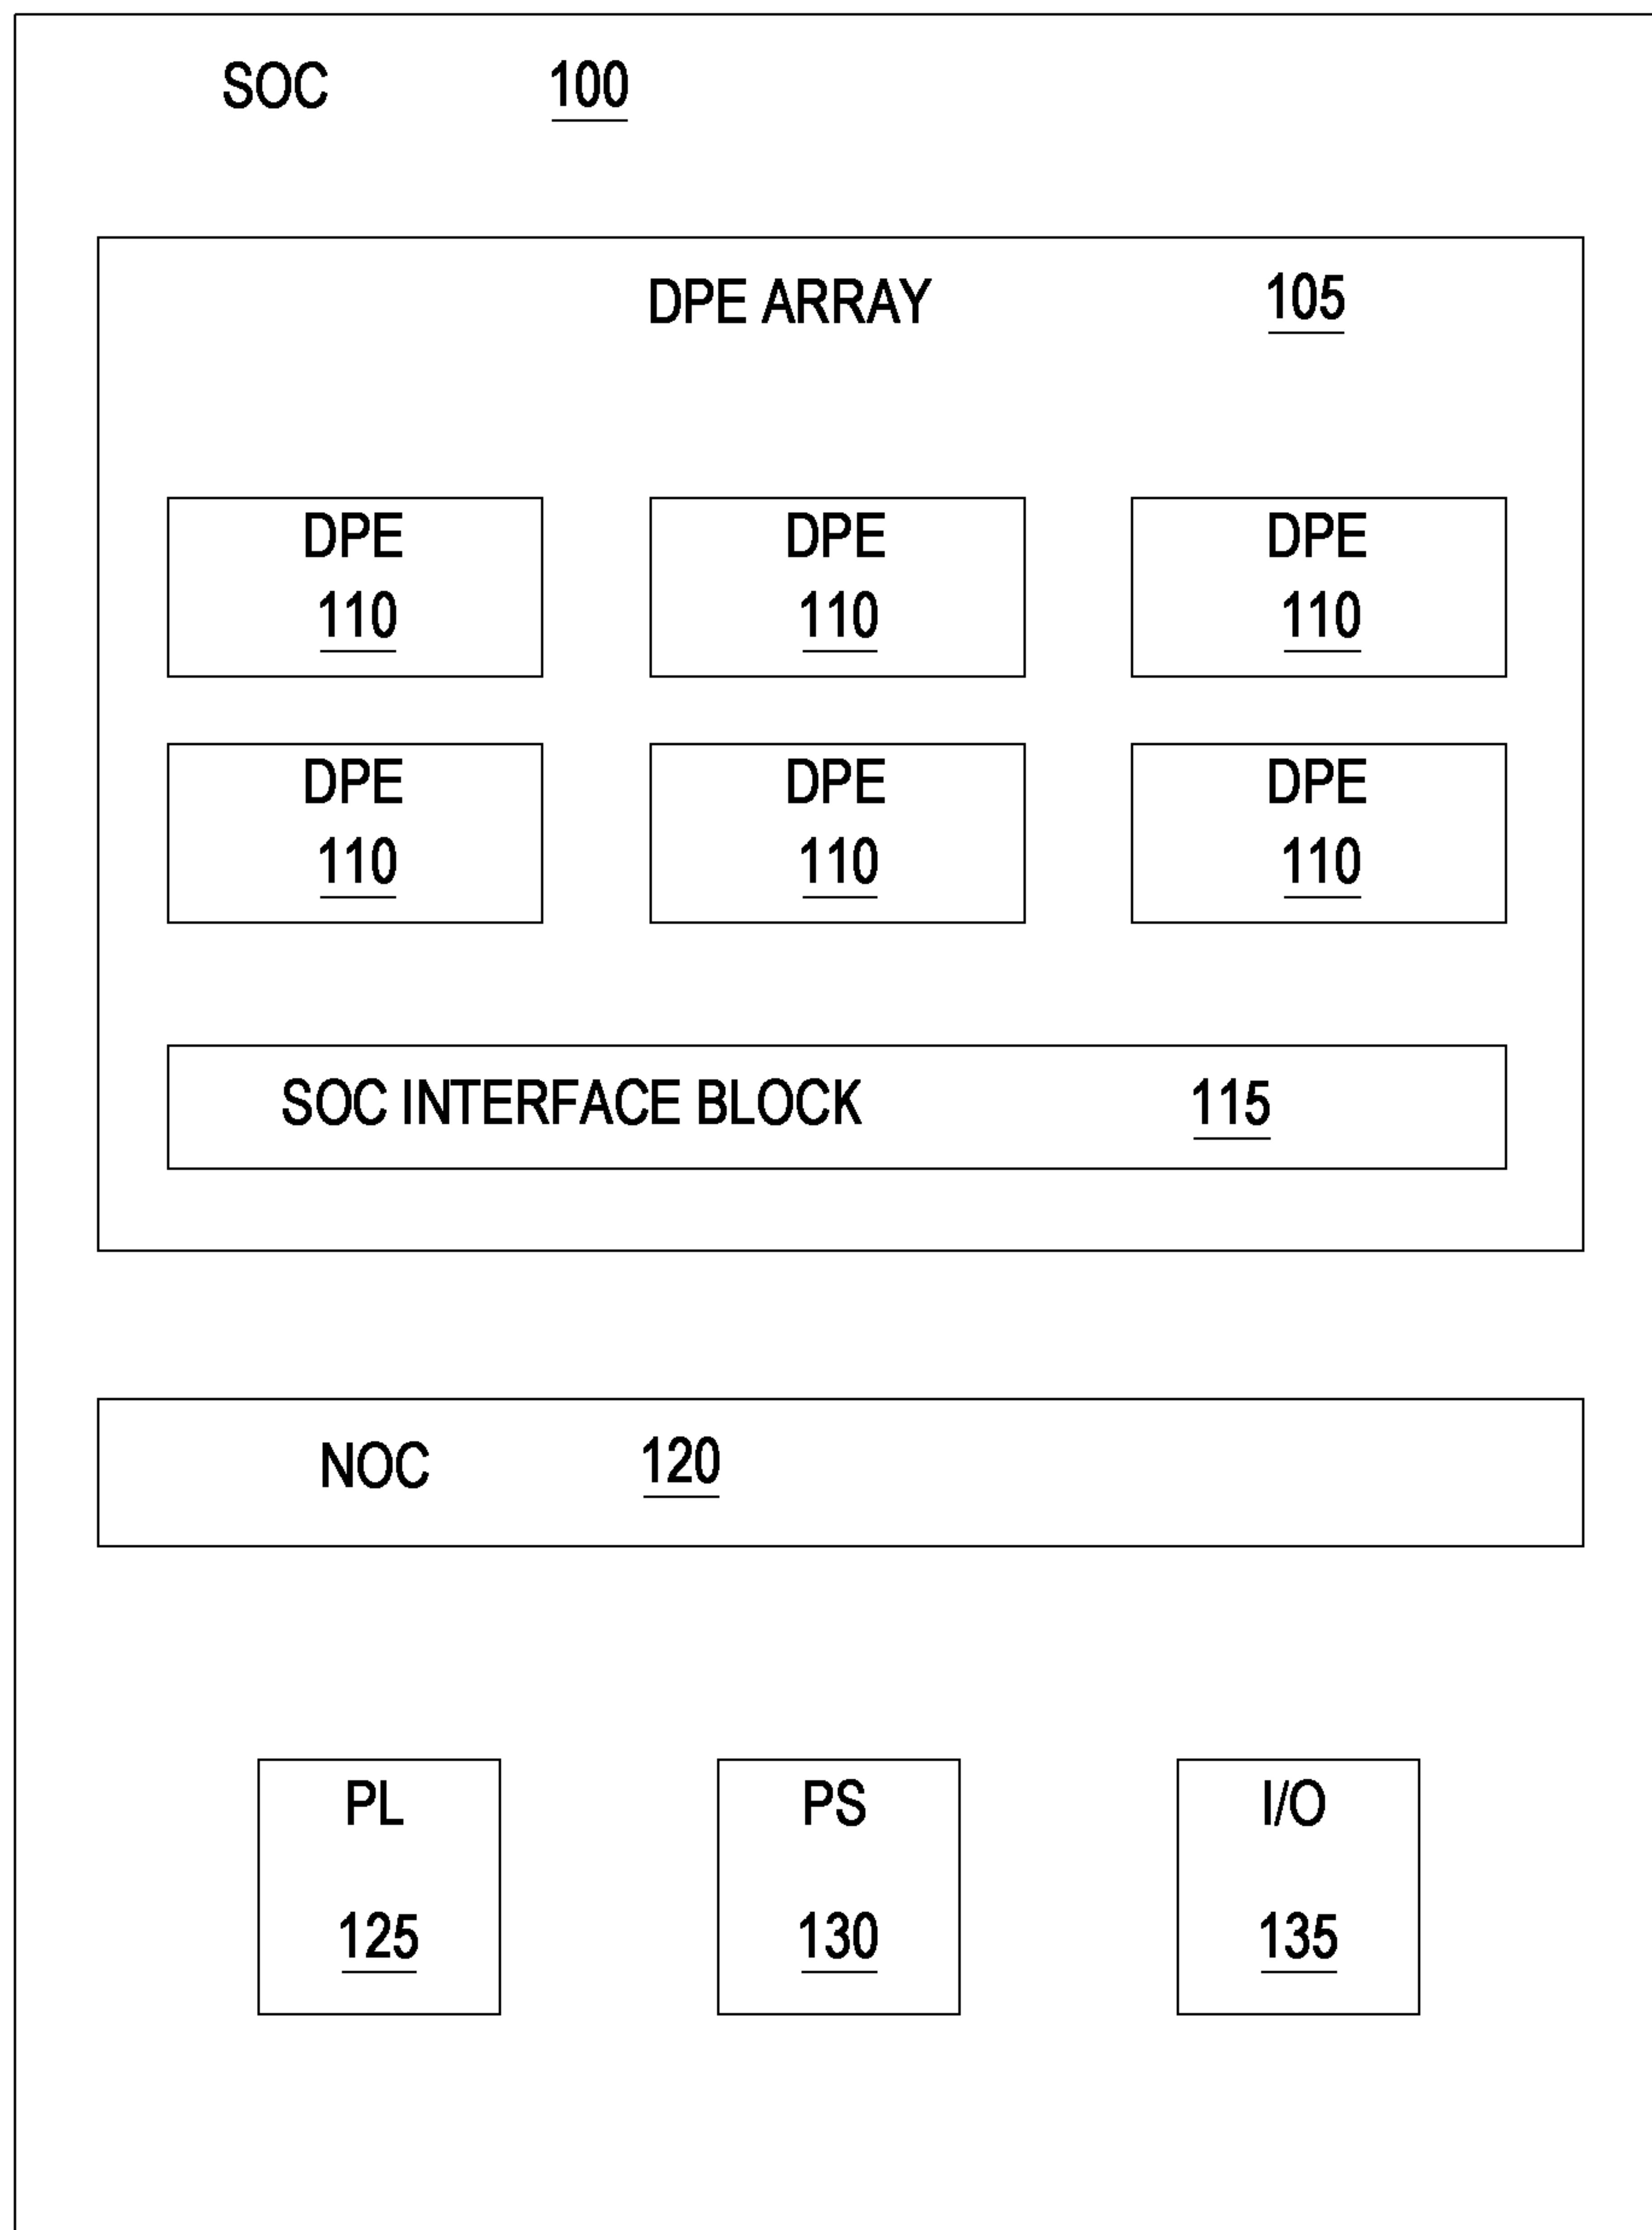 SOC 100
DPE ARRAY 105
DPE DPE DPE
110 110 110
DPE DPE DPE
110 110 110
SOC INTERFACE BLOCK 115
NOC 120
PL PS I/O
125 130 135